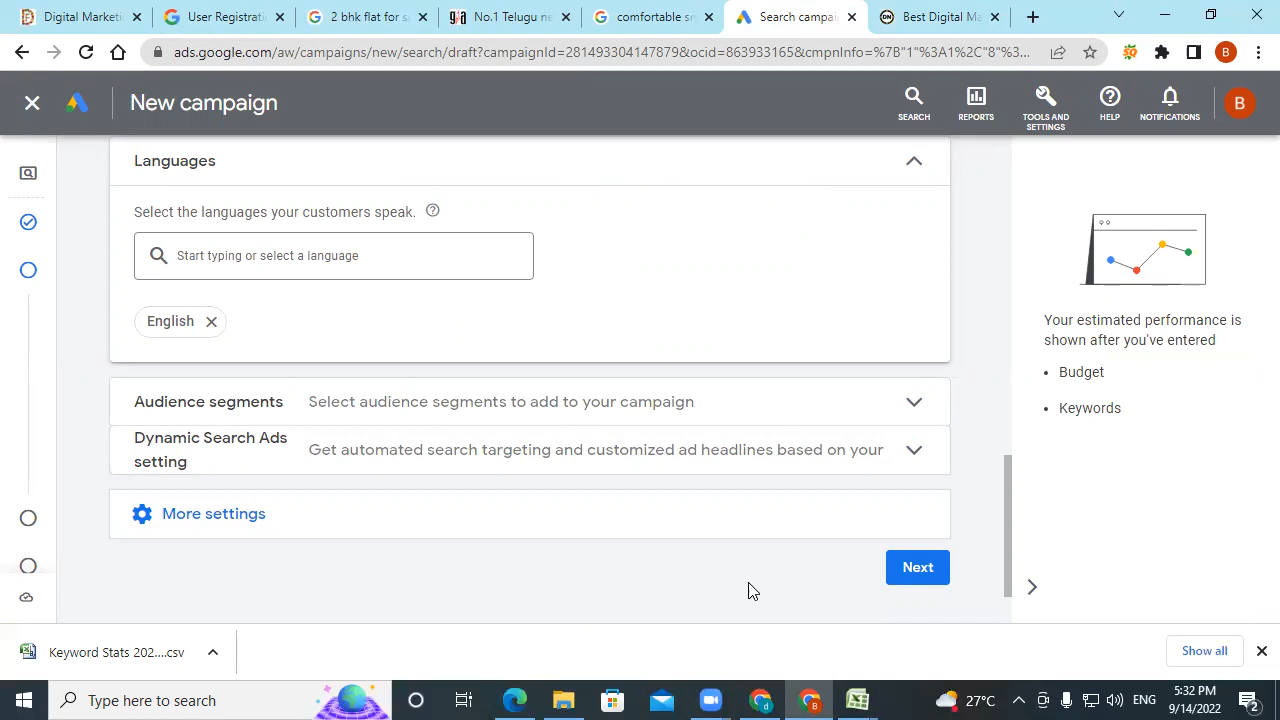 Digital Marketi
User Registrati
2 bhk flat for s
No.1 Telugu ne
comfortable s
Search campai
Best Digital Ma
ads.google.com/aw/campaigns/new/search/draft?campaignId=281493304147879&ocid=86393316&cmpnInfo=%7B"1"%3A1%2C"8"%3...
B
New campaign
SEARCH
REPORTS
TOOLS AND
SETTINGS
HELP
NOTIFICATIONS
B
Languages
Select the languages your customers speak.
Start typing or select a language
English
Audience segments Select audience segments to add to your campaign
Dynamic Search Ads
setting
Get automated search targeting and customized ad headlines based on your
More settings
Next
Your estimated performance is
shown after you've entered
• Budget
• Keywords
Keyword Stats 202....csv
Show all
Type here to search
27°C
ENG
5:32 PM
9/14/2022
2